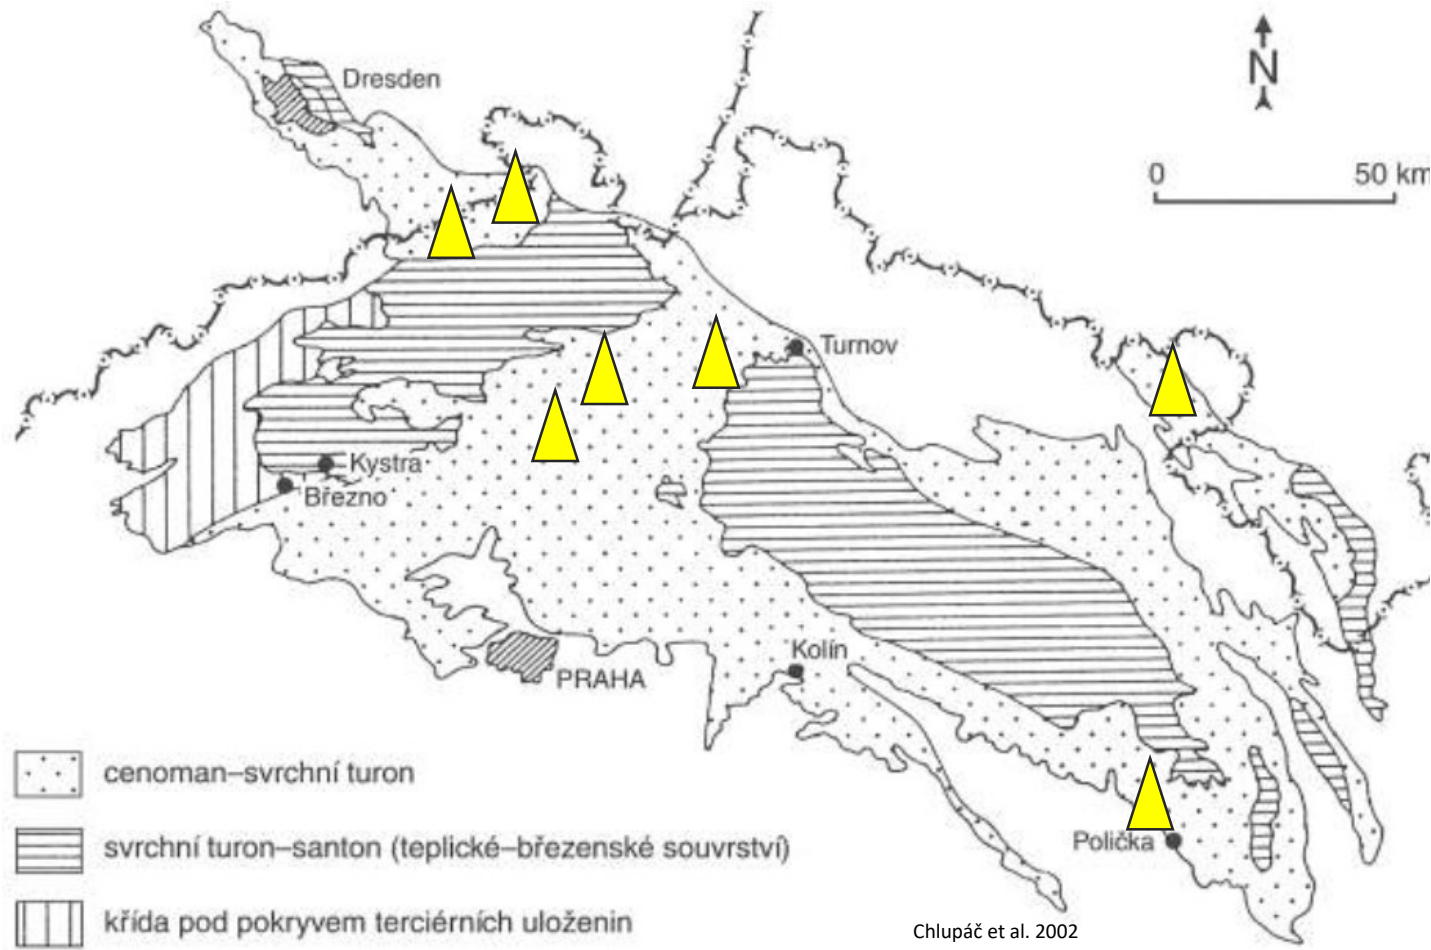 Dresden
N
0 50 km
Turnov
Kystra
Březno
Kolín
PRAHA
Polička
cenoman–svrchní turon
svrchní turon–santon (teplické–březenské souvrství)
křída pod pokryvem terciérních uloženin
Chlupáč et al. 2002